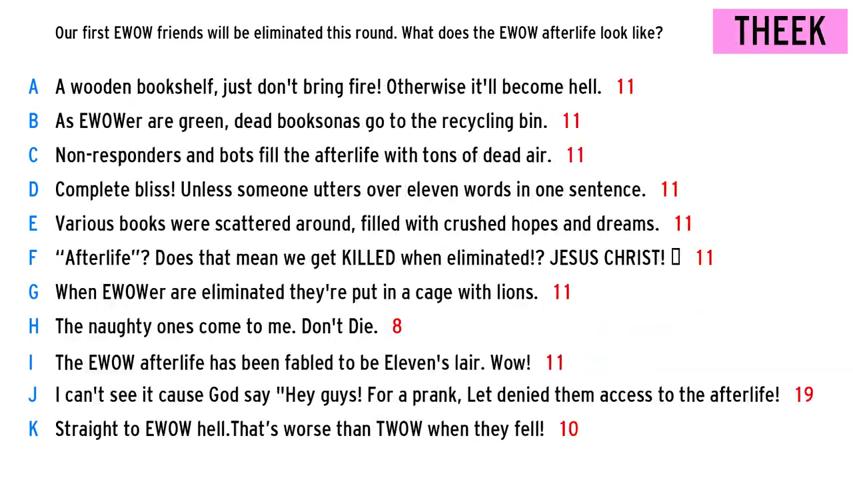 Our first EWOW friends will be eliminated this round. What does the EWOW afterlife look like?
THEEK
A A wooden bookshelf, just don't bring fire! Otherwise it'll become hell. 11
B As EWOWer are green, dead booksonas go to the recycling bin. 11
C Non-responders and bots fill the afterlife with tons of dead air. 11
D Complete bliss! Unless someone utters over eleven words in one sentence. 11
E Various books were scattered around, filled with crushed hopes and dreams. 11
F “Afterlife”? Does that mean we get KILLED when eliminated!? JESUS CHRIST! ▯ 11
G When EWOWer are eliminated they're put in a cage with lions. 11
H The naughty ones come to me. Don't Die. 8
I The EWOW afterlife has been fabled to be Eleven's lair. Wow! 11
J I can't see it cause God say "Hey guys! For a prank, Let denied them access to the afterlife! 19
K Straight to EWOW hell.That’s worse than TWOW when they fell! 10